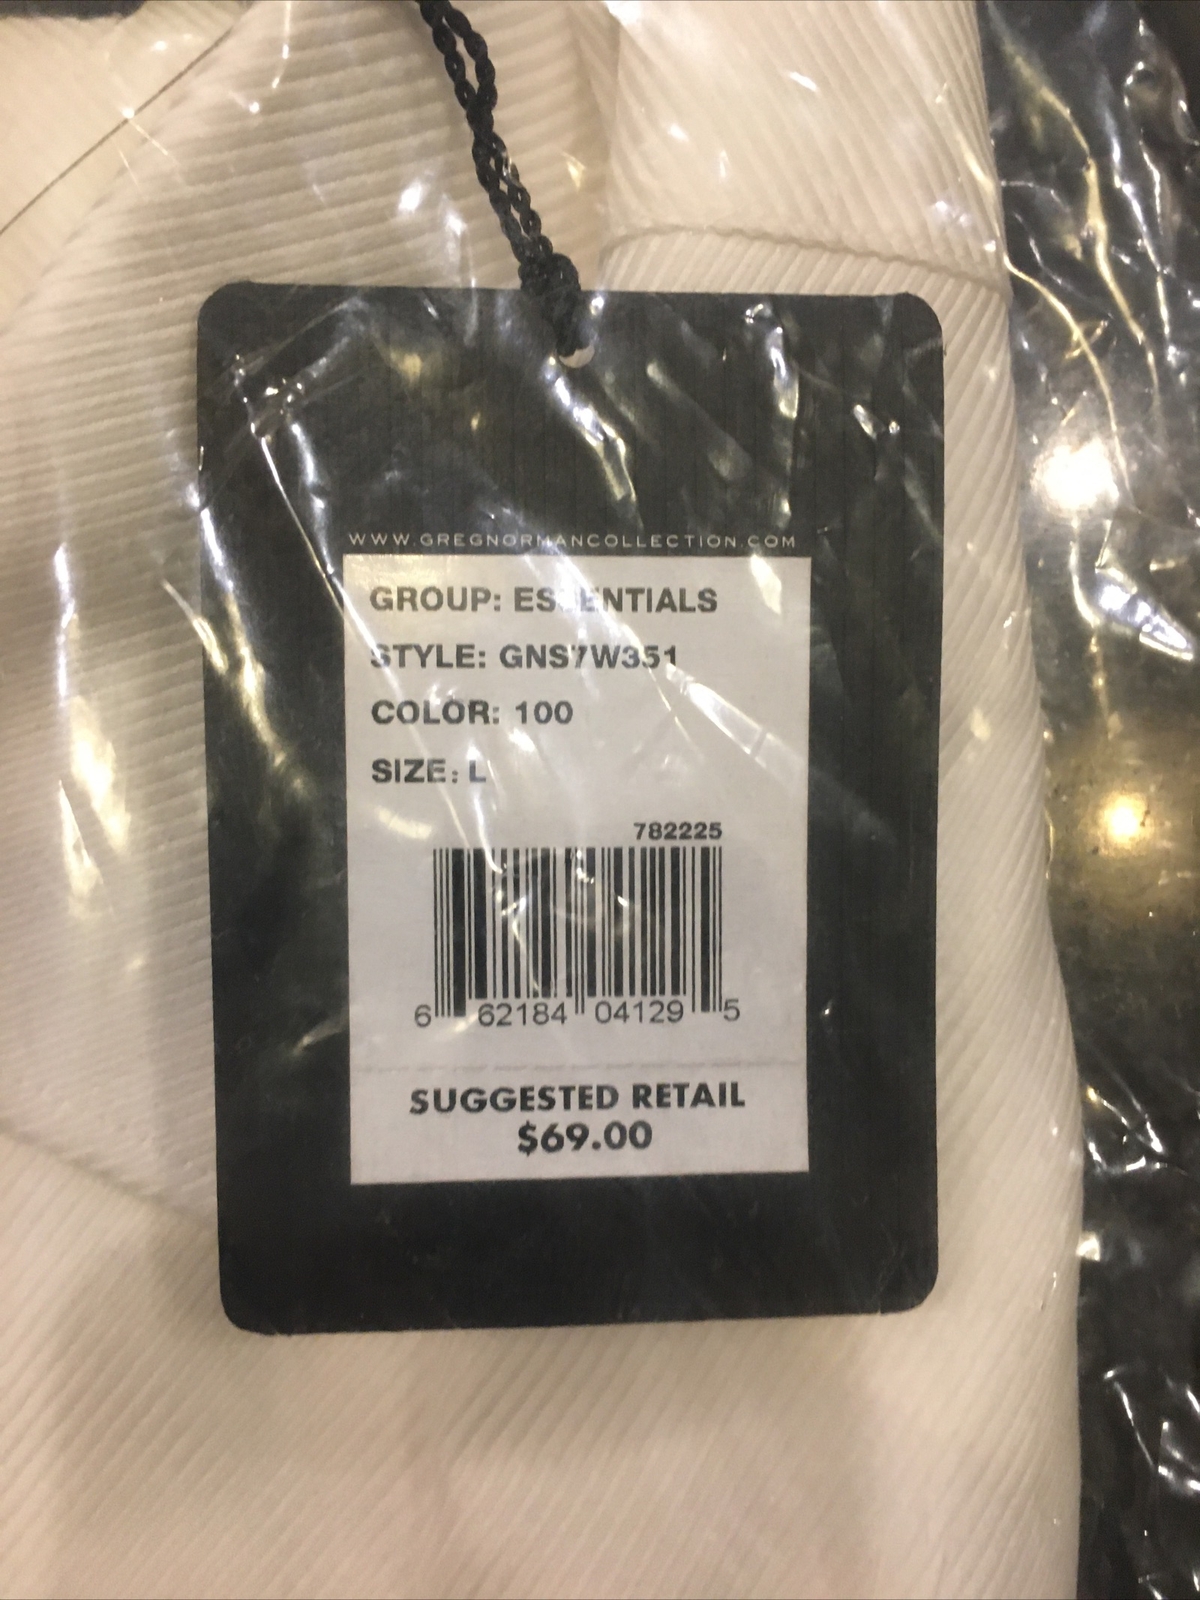 WWW.GREGNORMANCOLLECTION.COM
GROUP: ESSENTIALS
STYLE: GNS7W351
COLOR: 100
SIZE: L
782225
6 62184 04129 5
SUGGESTED RETAIL
$69.00